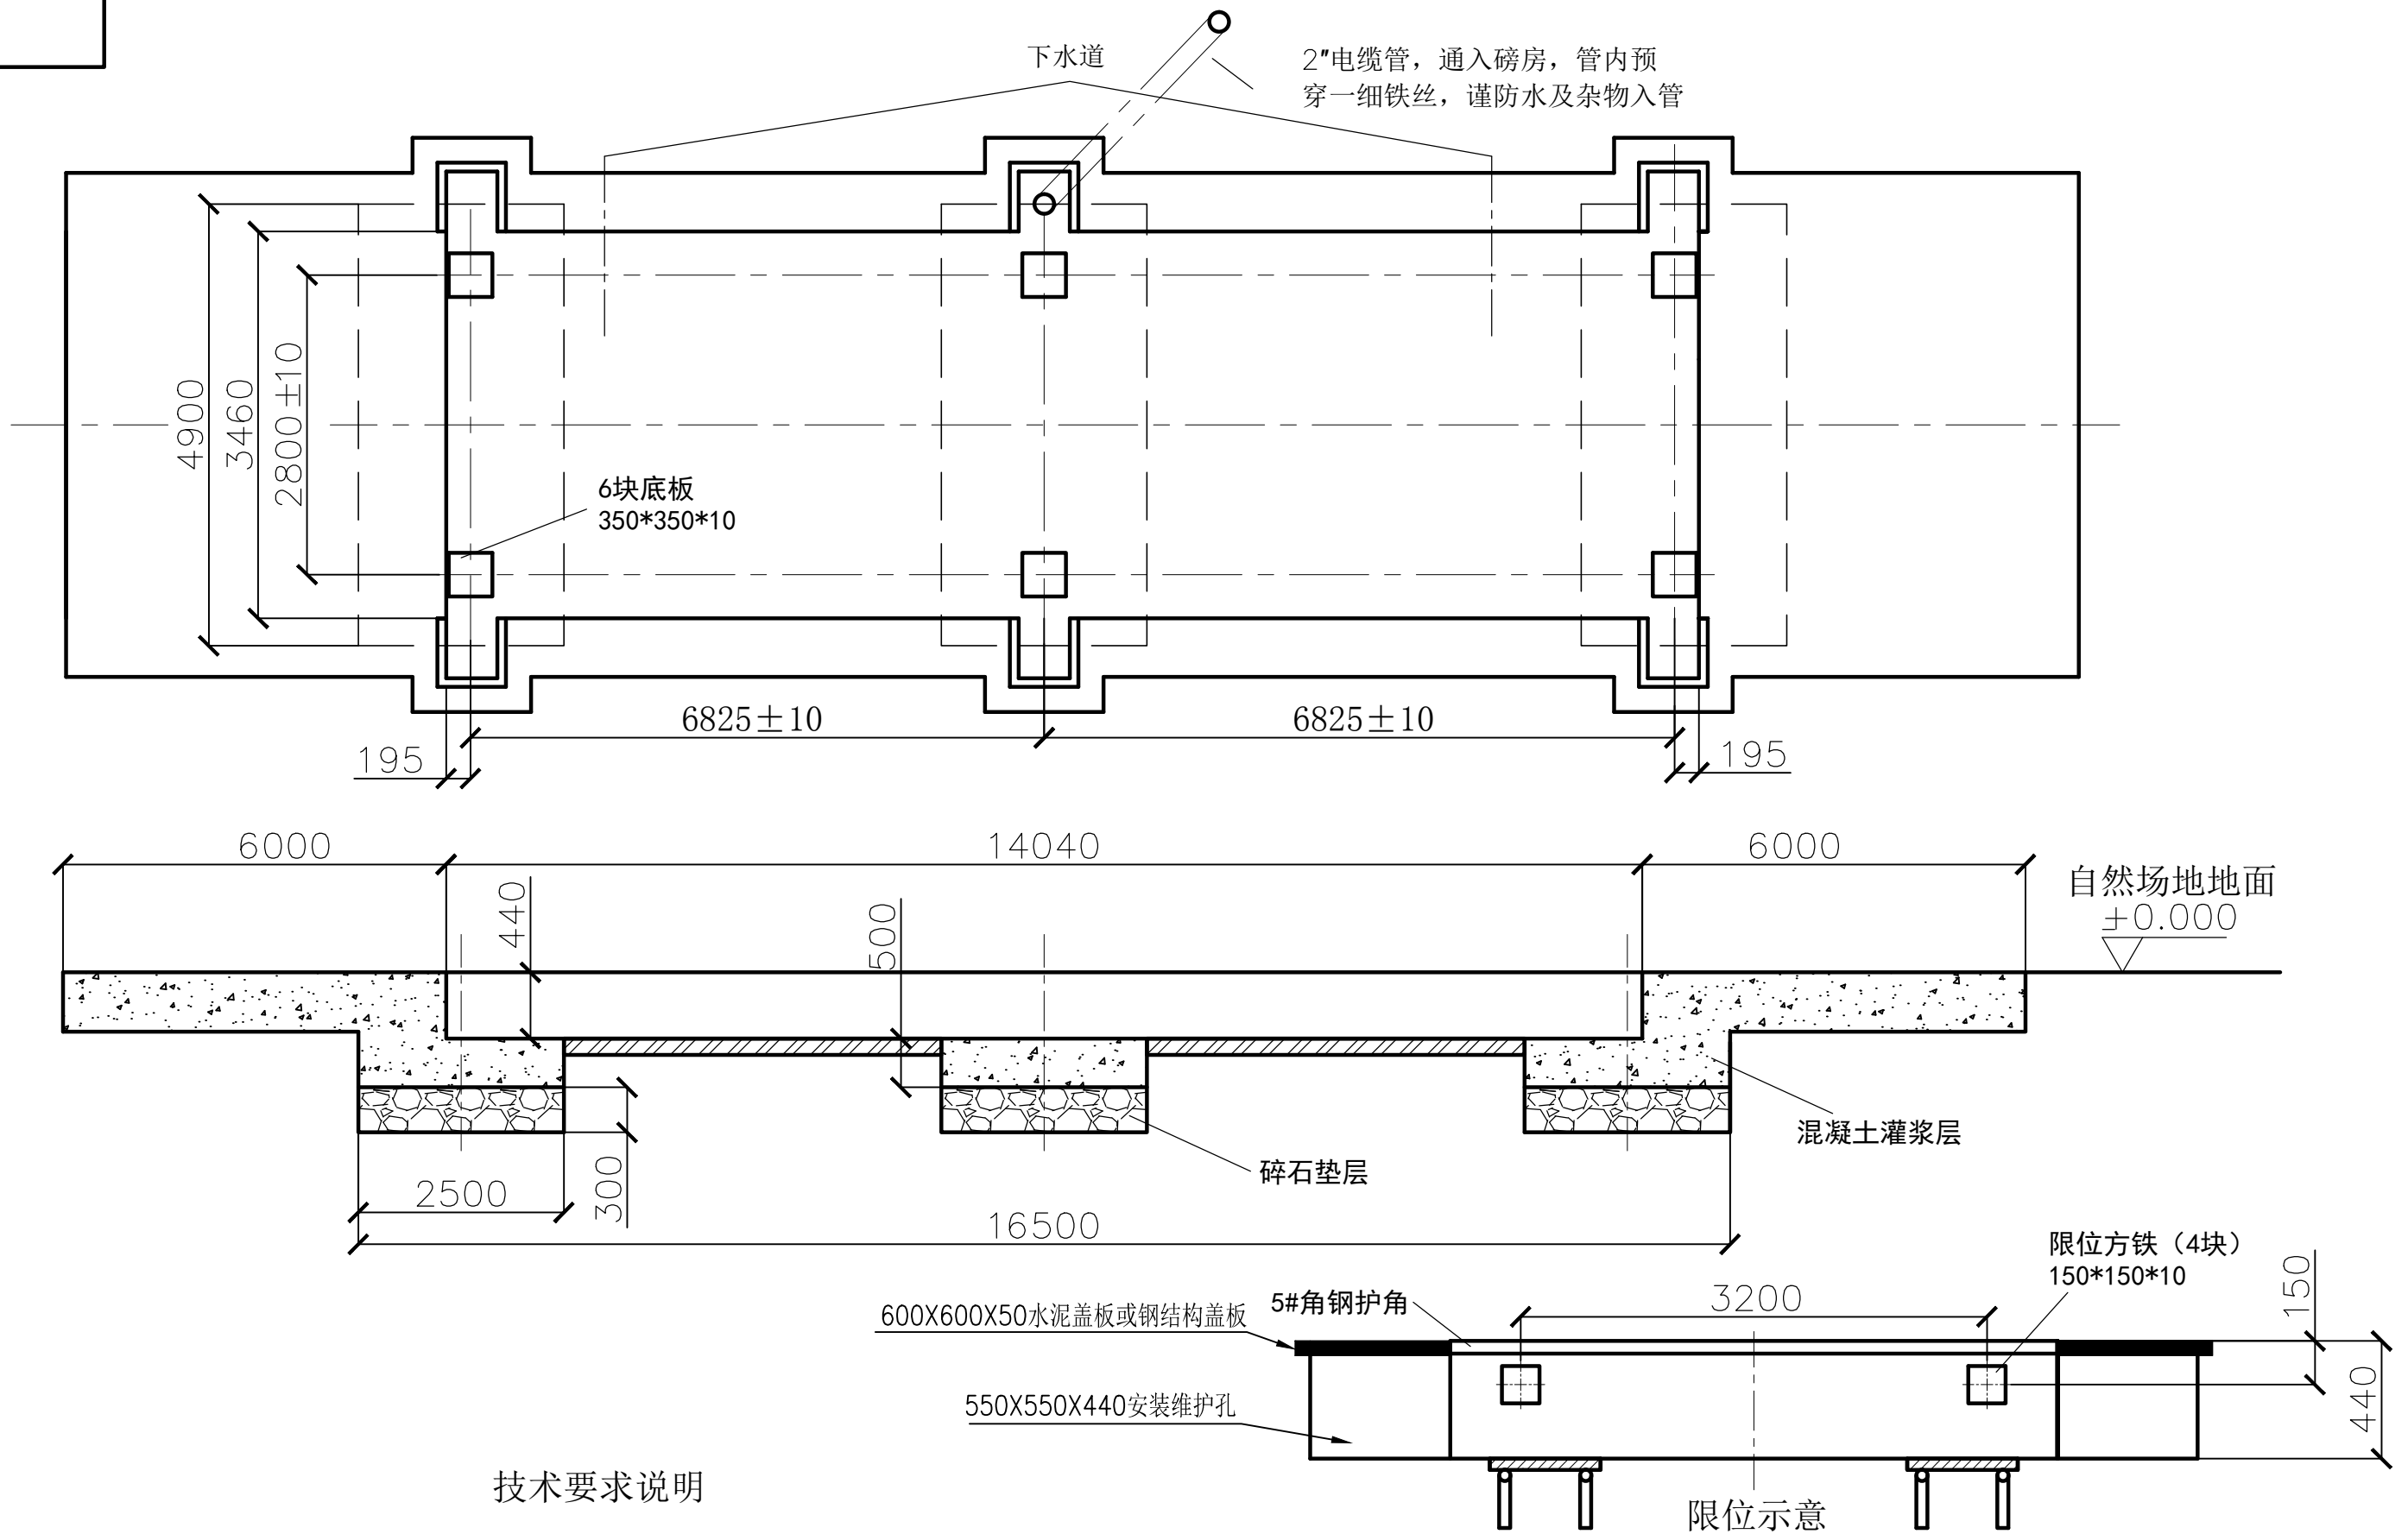 下水道
2"电缆管，通入磅房，管内预
穿一细铁丝，谨防水及杂物入管
4900
3460
2800±10
6块底板
350*350*10
6825±10
6825±10
195
195
6000
14040
6000
440
500
自然场地地面
±0.000
混凝土灌浆层
碎石垫层
2500
300
16500
限位方铁（4块）
150*150*10
150
3200
5#角钢护角
600X600X50水泥盖板或钢结构盖板
550X550X440安装维护孔
440
技术要求说明
限位示意